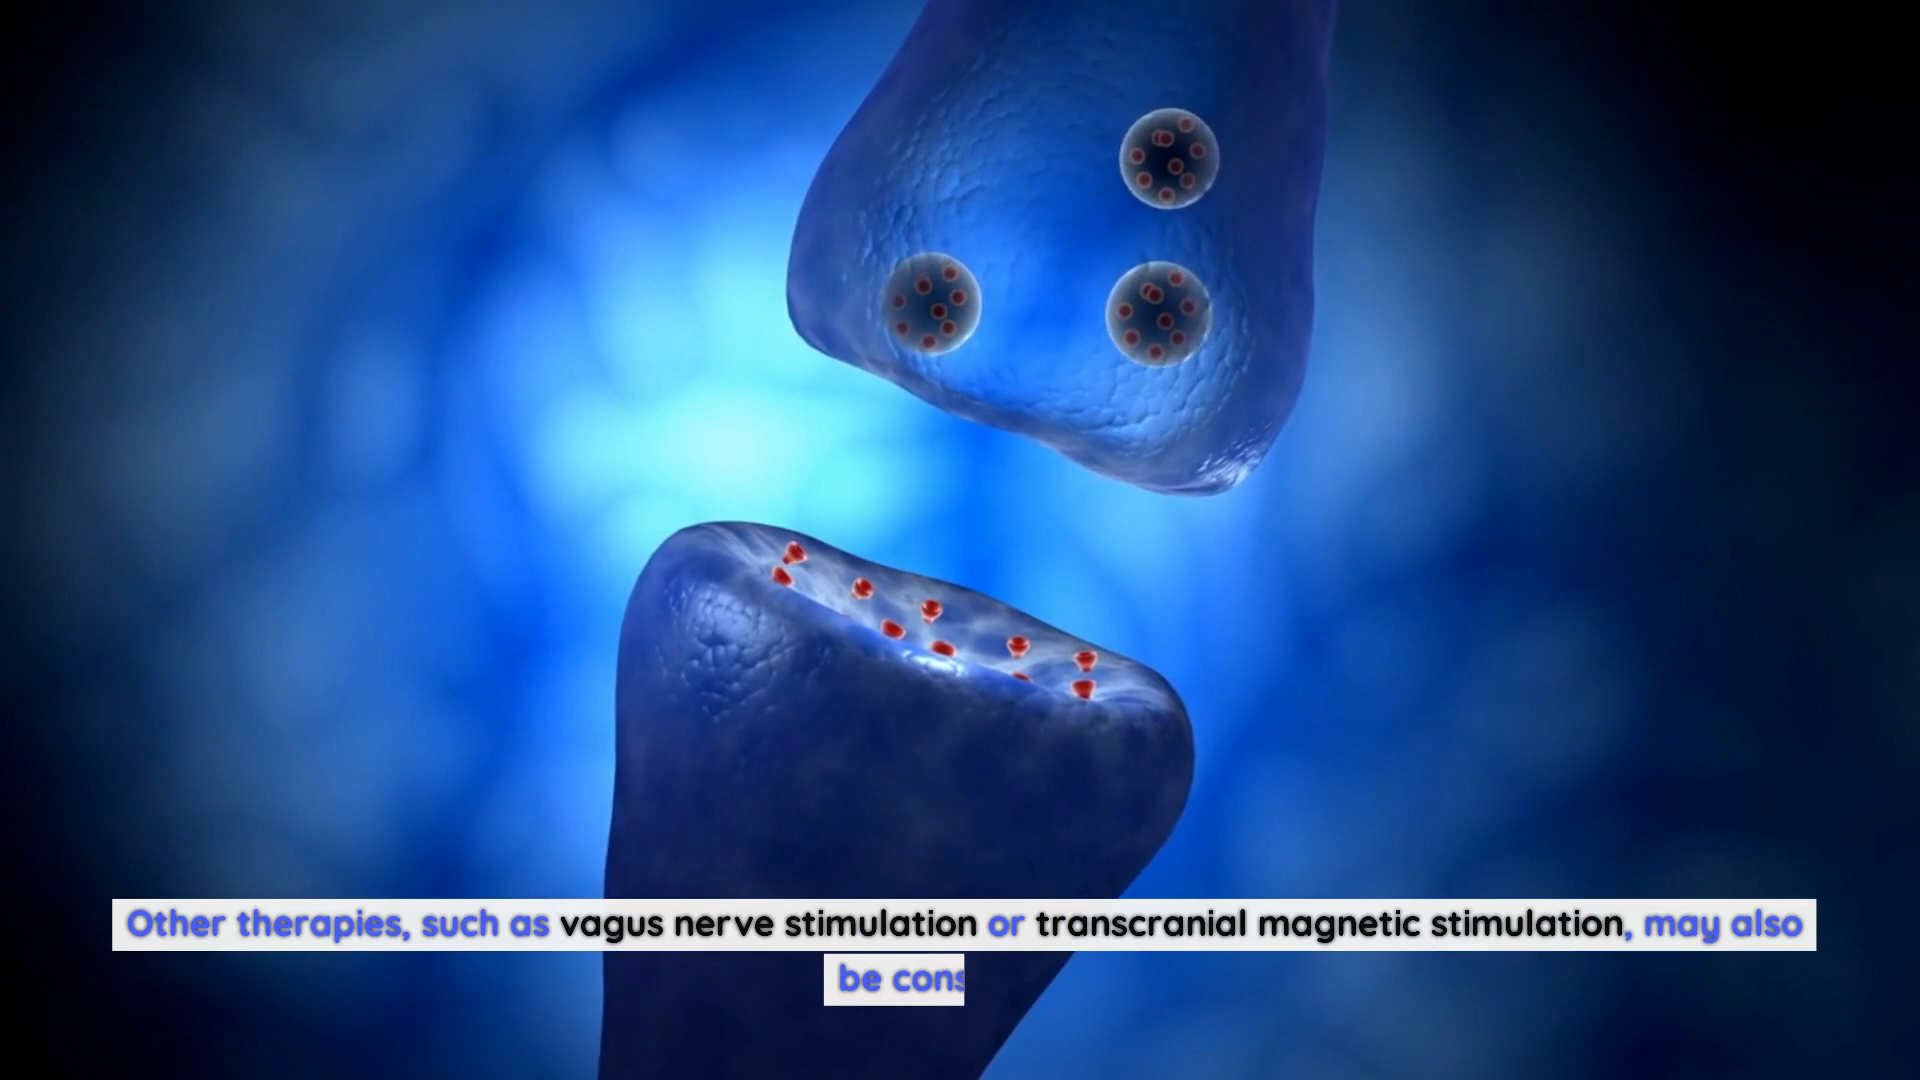 Other therapies, such as vagus nerve stimulation or transcranial magnetic stimulation, may also
be cons